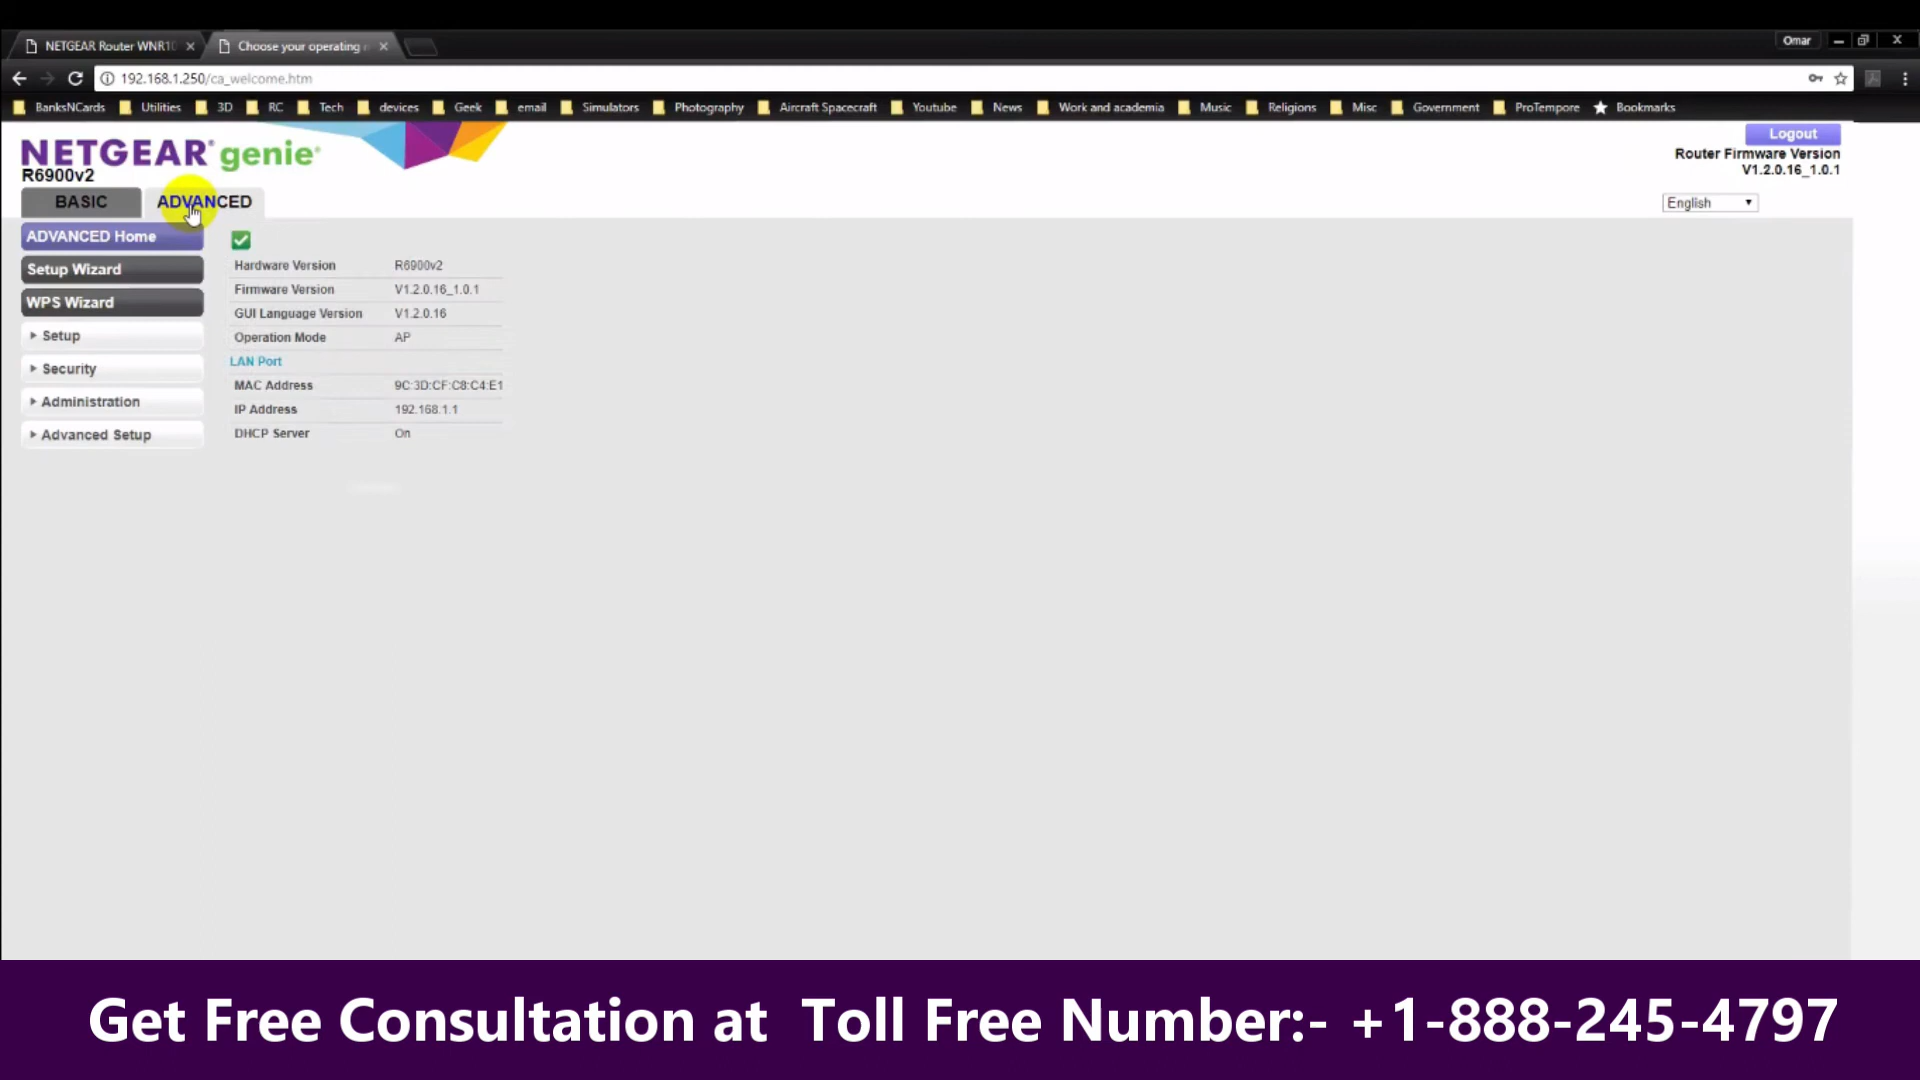 NETGEAR Router WNR10
Choose your operating
Omar
192.168.1.250/ca_welcome.htm
BanksNCards Utilities 3D RC Tech devices Geek email Simulators Photography Aircraft Spacecraft Youtube News Work and academia Music Religions Misc Government ProTempore Bookmarks
NETGEAR® genie®
R6900v2
Logout
Router Firmware Version
V1.2.0.16_1.0.1
BASIC ADVANCED
English
ADVANCED Home
Setup Wizard
WPS Wizard
Setup
Security
Administration
Advanced Setup
Hardware Version R6900v2
Firmware Version V1.2.0.16_1.0.1
GUI Language Version V1.2.0.16
Operation Mode AP
LAN Port
MAC Address 9C:3D:CF:C8:C4:E1
IP Address 192.168.1.1
DHCP Server On
Get Free Consultation at Toll Free Number:- +1-888-245-4797